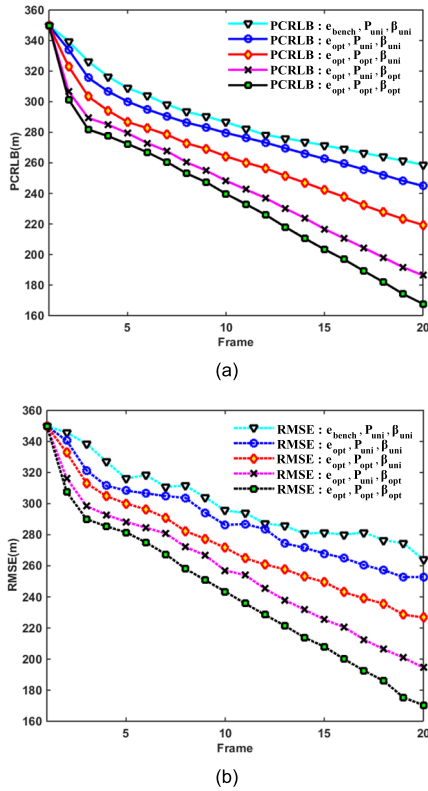 360
340
320
300
280
260
240
220
200
180
160
PCRLB(m)
PCRLB : e_bench, P_uni, β_uni
PCRLB : e_opt, P_uni, β_uni
PCRLB : e_opt, P_opt, β_uni
PCRLB : e_opt, P_uni, β_opt
PCRLB : e_opt, P_opt, β_opt
5 10 15 20
Frame
(a)
360
340
320
300
280
260
240
220
200
180
160
RMSE(m)
RMSE : e_bench, P_uni, β_uni
RMSE : e_opt, P_uni, β_uni
RMSE : e_opt, P_opt, β_uni
RMSE : e_opt, P_uni, β_opt
RMSE : e_opt, P_opt, β_opt
5 10 15 20
Frame
(b)